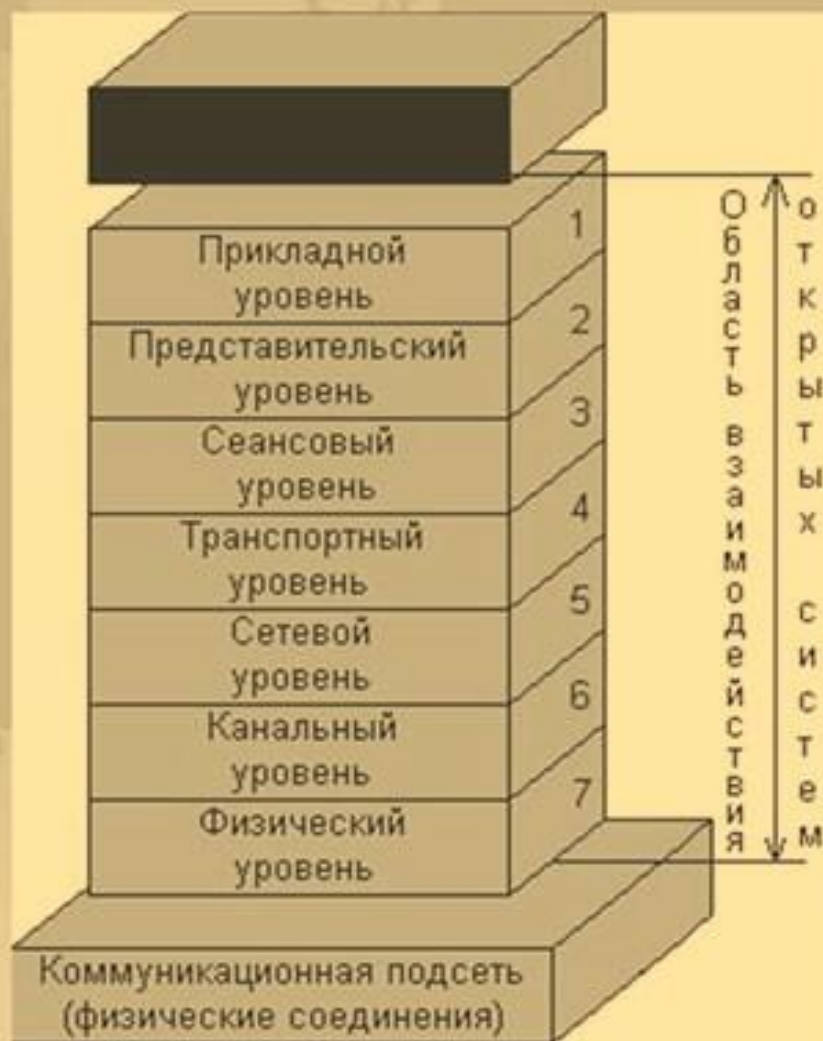 Прикладной
уровень
1
Представительский
уровень
2
Сеансовый
уровень
3
Транспортный
уровень
4
Сетевой
уровень
5
Канальный
уровень
6
Физический
уровень
7
Коммуникационная подсеть
(физические соединения)
Область взаимодействия
открытых систем